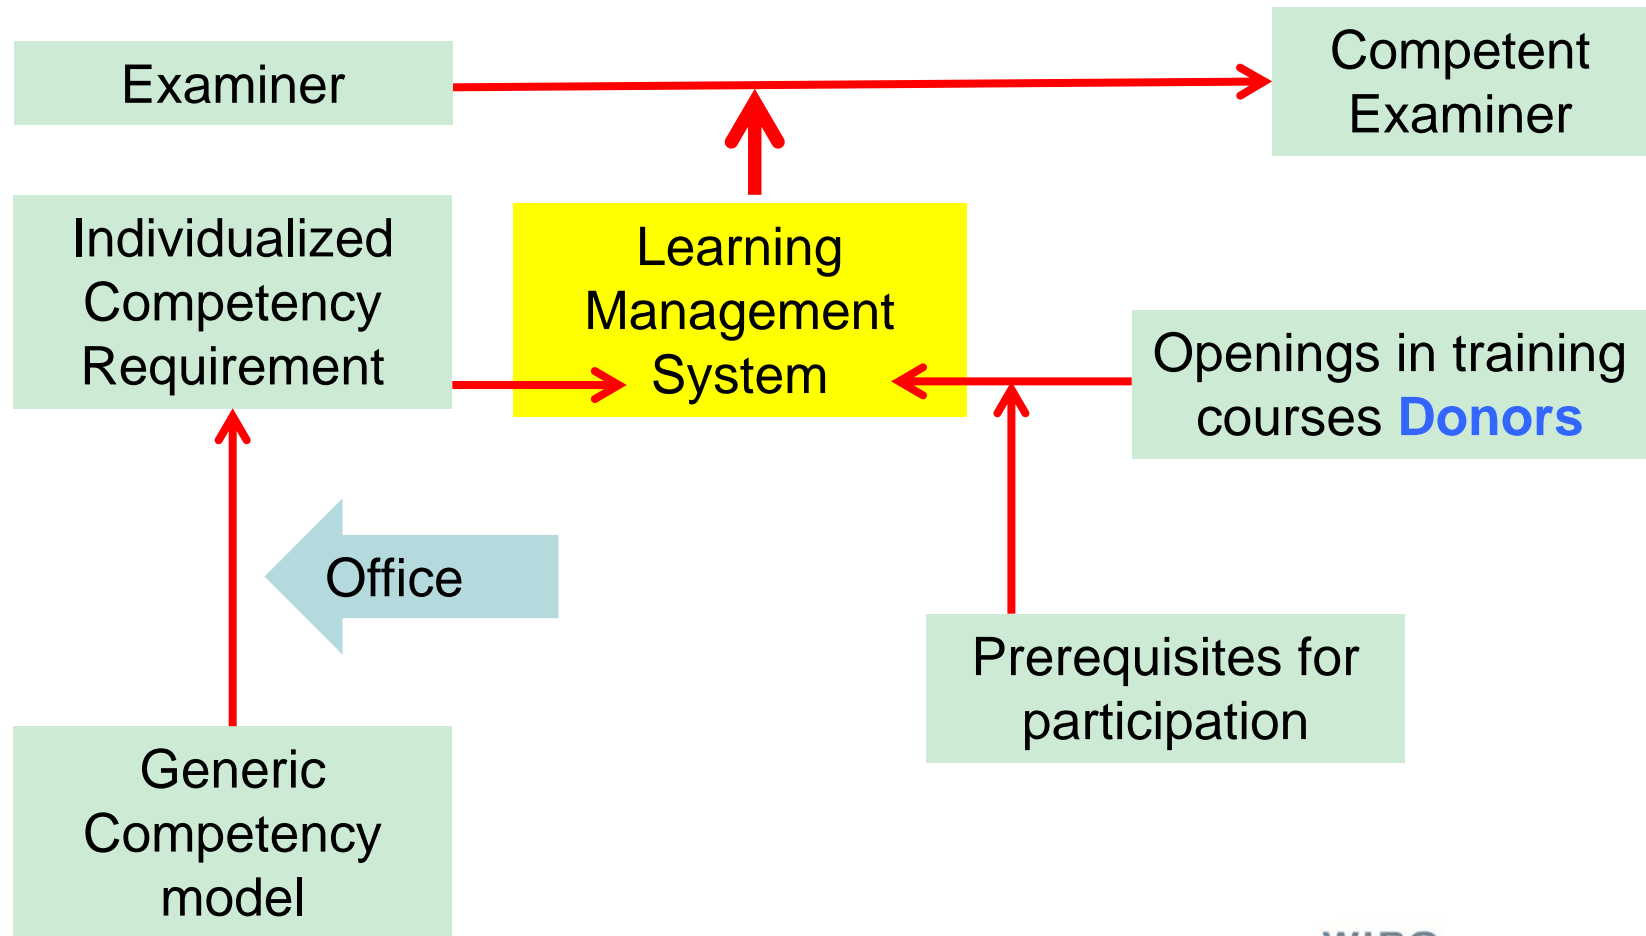 Examiner
Competent
Examiner
Individualized
Competency
Requirement
Learning
Management
System
Openings in training
courses Donors
Office
Prerequisites for
participation
Generic
Competency
model